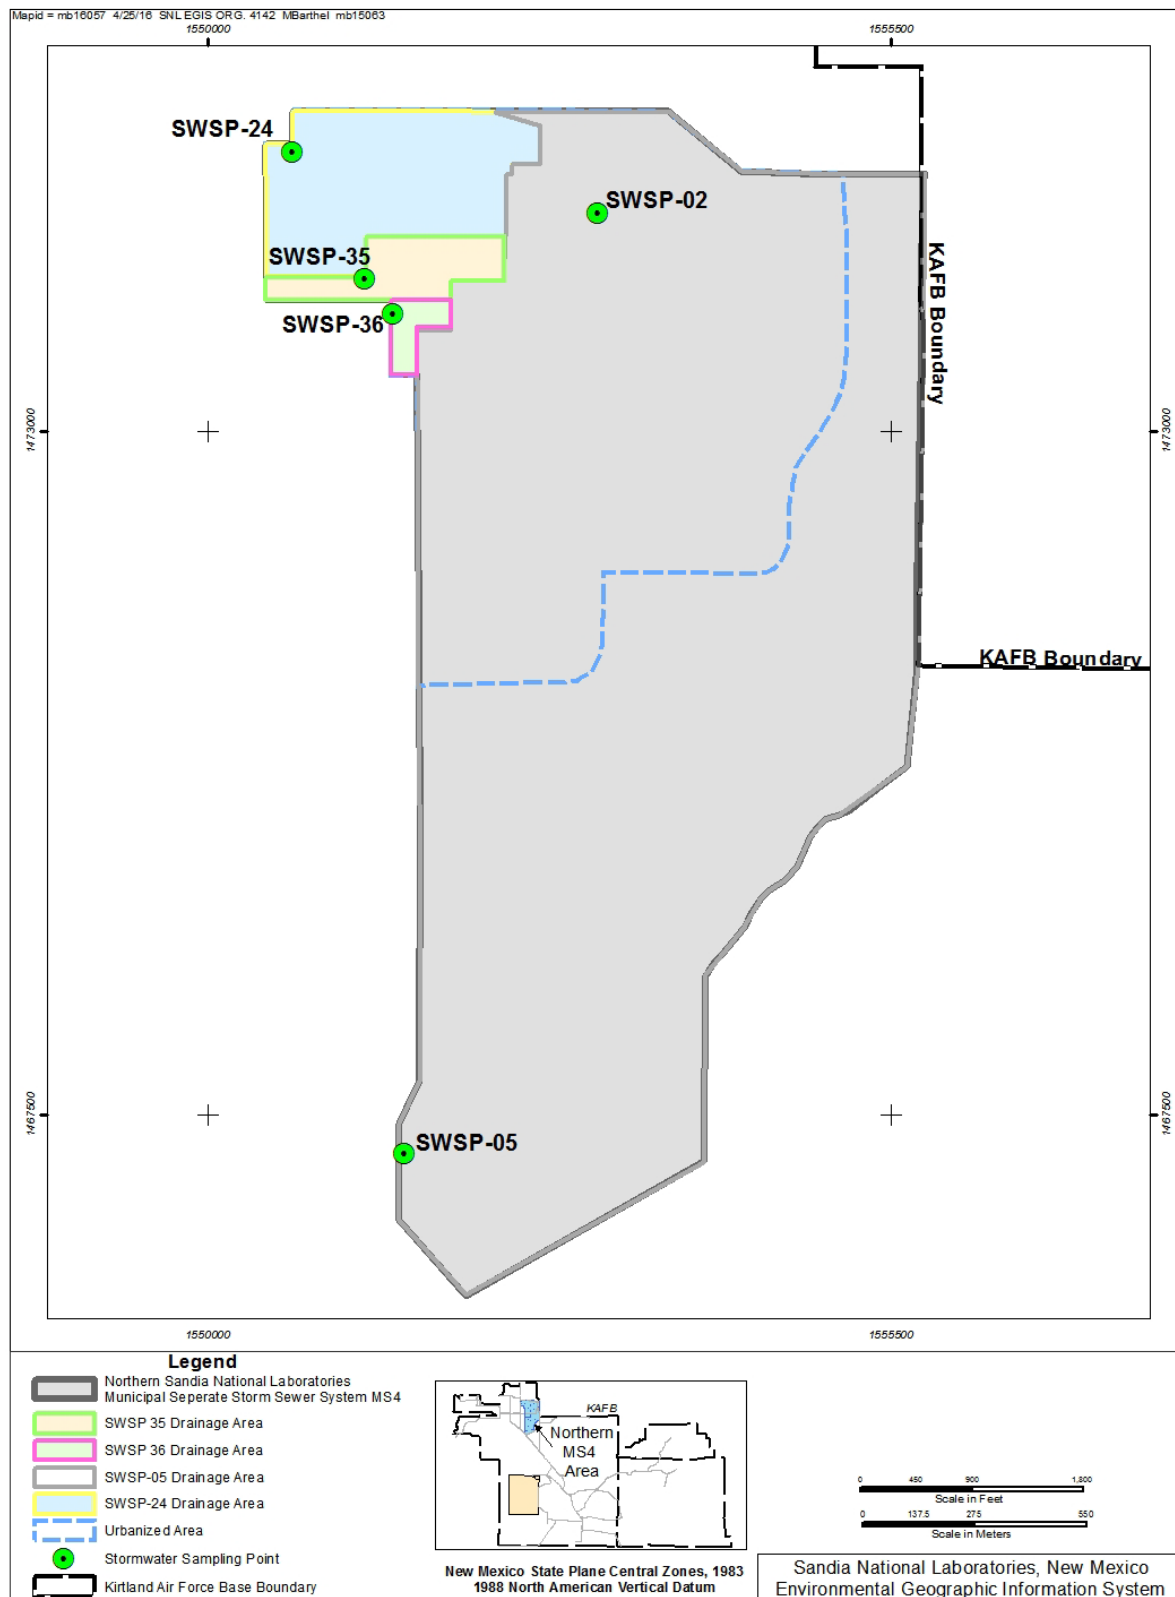 Mapid = mb16057 4/25/16 SNL EGIS ORG. 4142 MBarthel mb15063
1550000
1555500
SWSP-24
SWSP-02
SWSP-35
SWSP-36
KAFB Boundary
1473000
1473000
KAFB Boundary
1467500
1467500
SWSP-05
1550000
1555500
Legend
Northern Sandia National Laboratories
Municipal Seperate Storm Sewer System MS4
SWSP 35 Drainage Area
SWSP 36 Drainage Area
SWSP-05 Drainage Area
SWSP-24 Drainage Area
Urbanized Area
Stormwater Sampling Point
Kirtland Air Force Base Boundary
KAFB
Northern
MS4
Area
New Mexico State Plane Central Zones, 1983
1988 North American Vertical Datum
0 450 900 1,800
Scale in Feet
0 137.5 275 550
Scale in Meters
Sandia National Laboratories, New Mexico
Environmental Geographic Information System